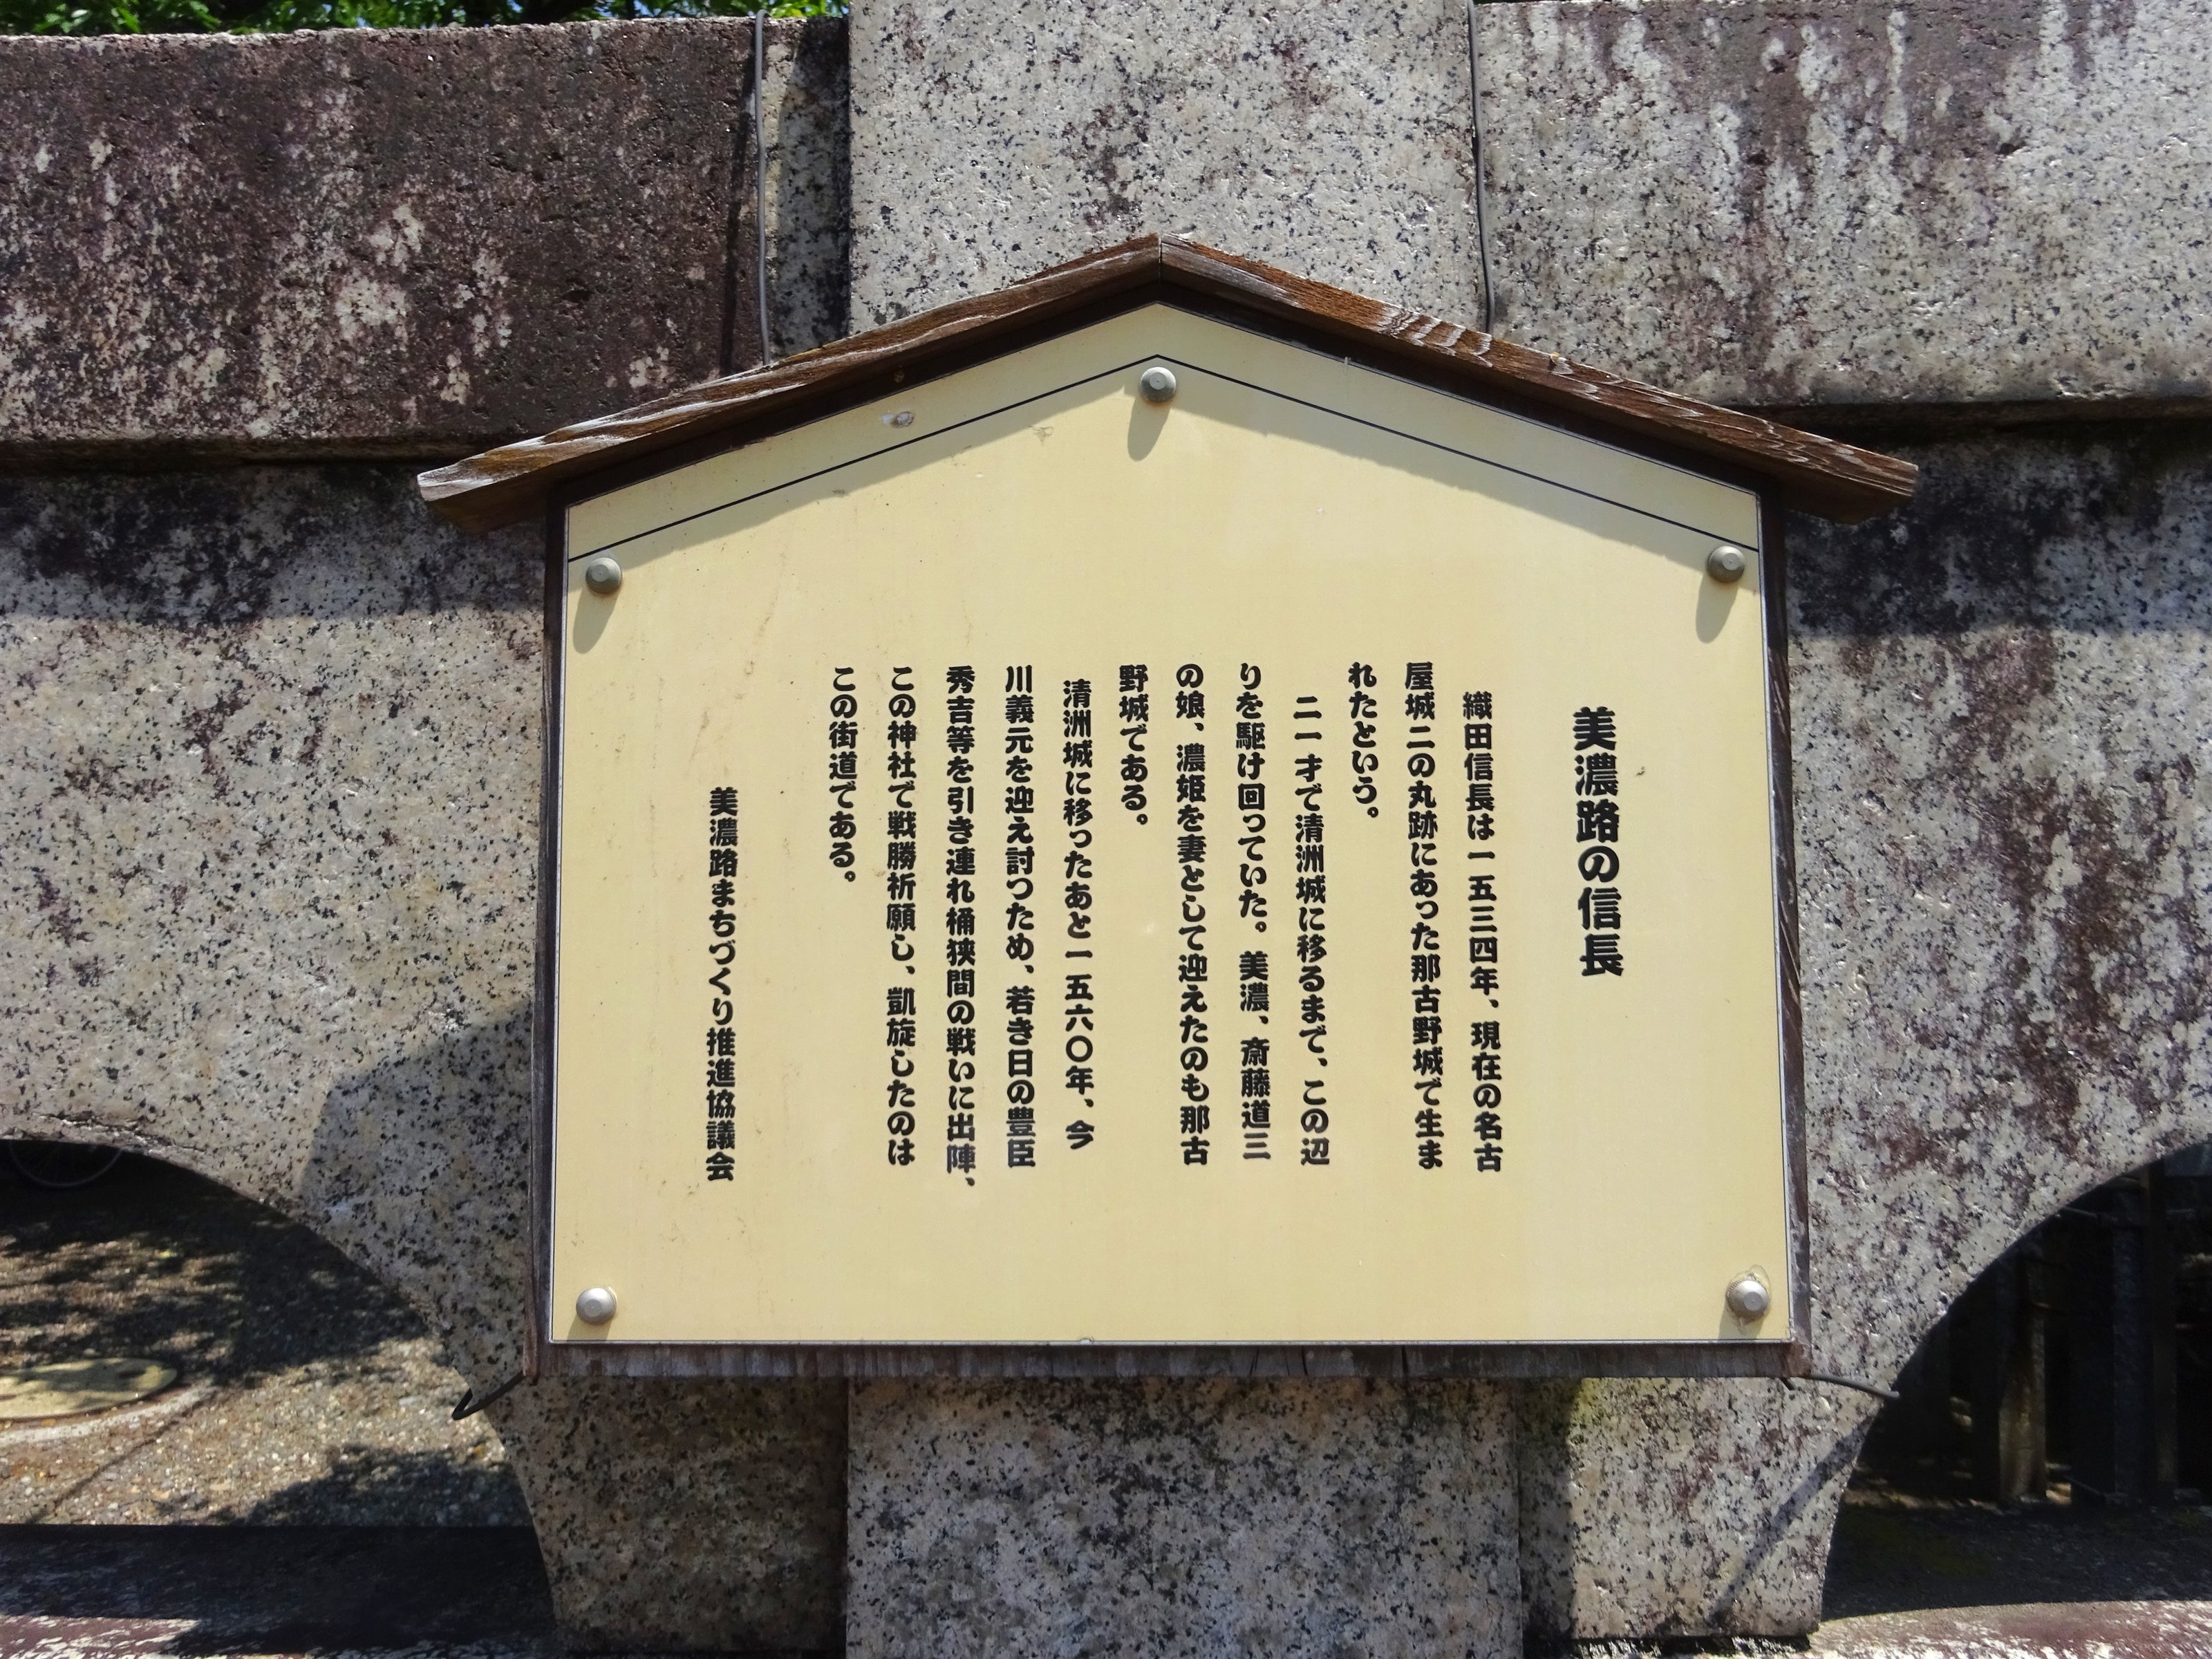 美濃路の信長
織田信長は一五三四年、現在の名古
屋城二の丸跡にあった那古野城で生ま
れたという。
二一才で清洲城に移るまで、この辺
りを駆け回っていた。美濃、斎藤道三
の娘、濃姫を妻として迎えたのも那古
野城である。
清洲城に移ったあと一五六〇年、今
川義元を迎え討つため、若き日の豊臣
秀吉等を引き連れ桶狭間の戦いに出陣、
この神社で戦勝祈願し、凱旋したのは
この街道である。
美濃路まちづくり推進協議会